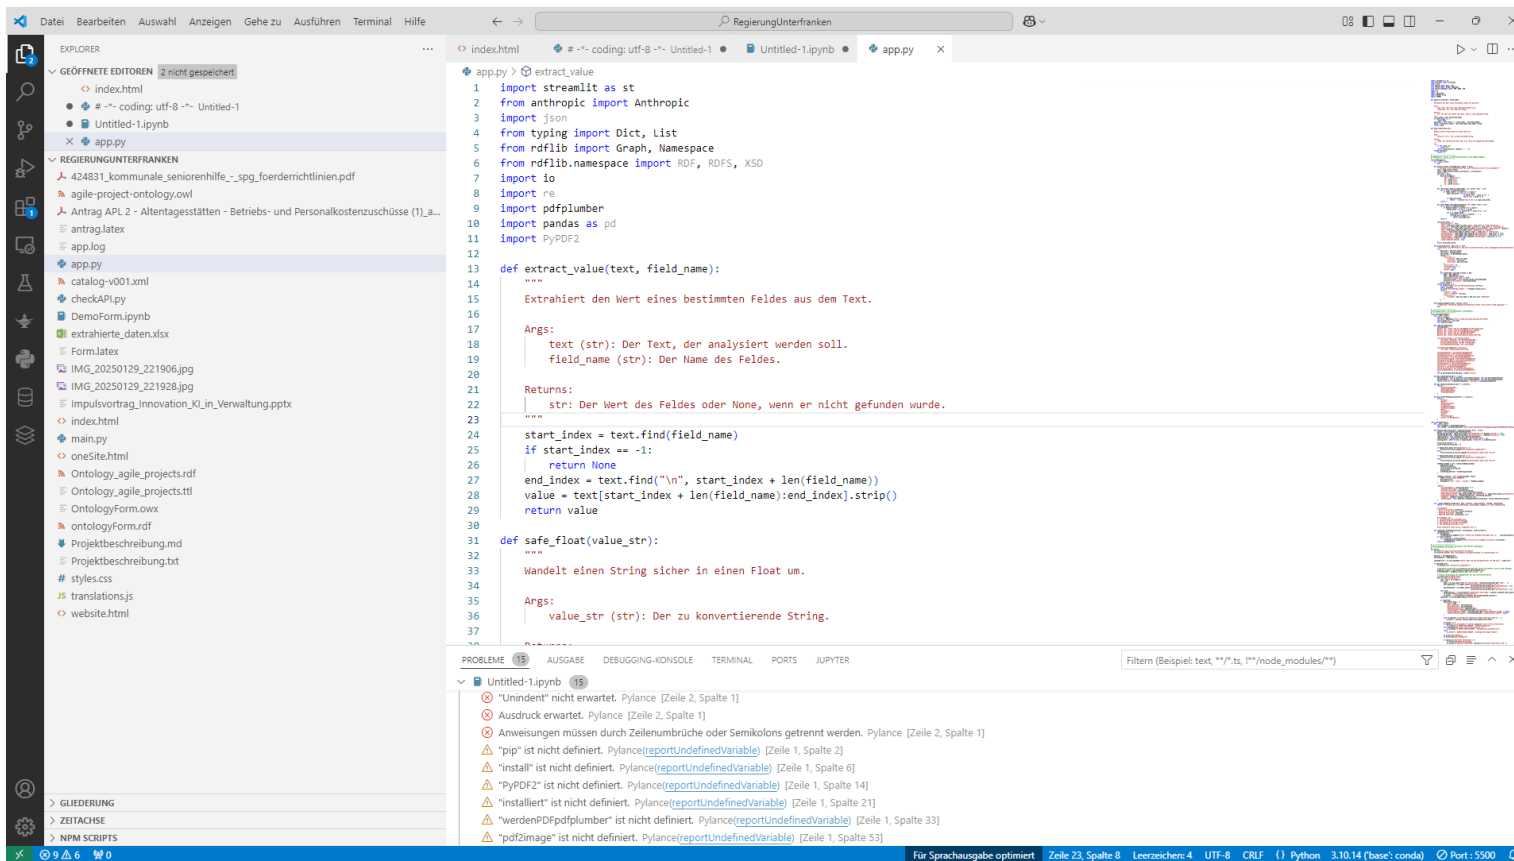 Datei Bearbeiten Auswahl Anzeigen Gehe zu Ausführen Terminal Hilfe
RegierungUnterfranken
EXPLORER
GEÖFFNETE EDITOREN 2 nicht gespeichert
index.html
# -*- coding: utf-8 -*- Untitled-1
Untitled-1.ipynb
app.py
REGIERUNGUNTERFRANKEN
424831_kommunale_seniorenhilfe_-_spg_foerderrichtlinien.pdf
agile-project-ontology.owl
Antrag APL 2 - Altentagesstätten - Betriebs- und Personalkostenzuschüsse (1)_a...
antrag.latex
app.log
app.py
catalog-v001.xml
checkAPI.py
DemoForm.ipynb
extrahierte_daten.xlsx
Form.latex
IMG_20250129_221906.jpg
IMG_20250129_221928.jpg
Impulsvortrag_Innovation_KI_in_Verwaltung.pptx
index.html
main.py
oneSite.html
Ontology_agile_projects.rdf
Ontology_agile_projects.ttl
OntologyForm.owx
ontologyForm.rdf
Projektbeschreibung.md
Projektbeschreibung.txt
styles.css
translations.js
website.html
GLIEDERUNG
ZEITACHSE
NPM SCRIPTS
index.html # -*- coding: utf-8 -*- Untitled-1 Untitled-1.ipynb app.py
app.py > extract_value
1 import streamlit as st
2 from anthropic import Anthropic
3 import json
4 from typing import Dict, List
5 from rdflib import Graph, Namespace
6 from rdflib.namespace import RDF, RDFS, XSD
7 import io
8 import re
9 import pdfplumber
10 import pandas as pd
11 import PyPDF2
12
13 def extract_value(text, field_name):
14 """
15 Extrahiert den Wert eines bestimmten Feldes aus dem Text.
16
17 Args:
18 text (str): Der Text, der analysiert werden soll.
19 field_name (str): Der Name des Feldes.
20
21 Returns:
22 str: Der Wert des Feldes oder None, wenn er nicht gefunden wurde.
23 """
24 start_index = text.find(field_name)
25 if start_index == -1:
26 return None
27 end_index = text.find("\n", start_index + len(field_name))
28 value = text[start_index + len(field_name):end_index].strip()
29 return value
30
31 def safe_float(value_str):
32 """
33 Wandelt einen String sicher in einen Float um.
34
35 Args:
36 value_str (str): Der zu konvertierende String.
37
38 Returns:
PROBLEME 15 AUSGABE DEBUGGING-KONSOLE TERMINAL PORTS JUPYTER Filtern (Beispiel: text, **/*.ts, !**/node_modules/**)
Untitled-1.ipynb 15
"Unindent" nicht erwartet. Pylance [Zeile 2, Spalte 1]
Ausdruck erwartet. Pylance [Zeile 2, Spalte 1]
Anweisungen müssen durch Zeilenumbrüche oder Semikolons getrennt werden. Pylance [Zeile 2, Spalte 1]
"pip" ist nicht definiert. Pylance(reportUndefinedVariable) [Zeile 1, Spalte 2]
"install" ist nicht definiert. Pylance(reportUndefinedVariable) [Zeile 1, Spalte 6]
"PyPDF2" ist nicht definiert. Pylance(reportUndefinedVariable) [Zeile 1, Spalte 14]
"installiert" ist nicht definiert. Pylance(reportUndefinedVariable) [Zeile 1, Spalte 21]
"werdenPDFpdfplumber" ist nicht definiert. Pylance(reportUndefinedVariable) [Zeile 1, Spalte 33]
"pdf2image" ist nicht definiert. Pylance(reportUndefinedVariable) [Zeile 1, Spalte 53]
9 6 0 Für Sprachausgabe optimiert Zeile 23, Spalte 8 Leerzeichen: 4 UTF-8 CRLF {} Python 3.10.14 ('base': conda) Port : 5500